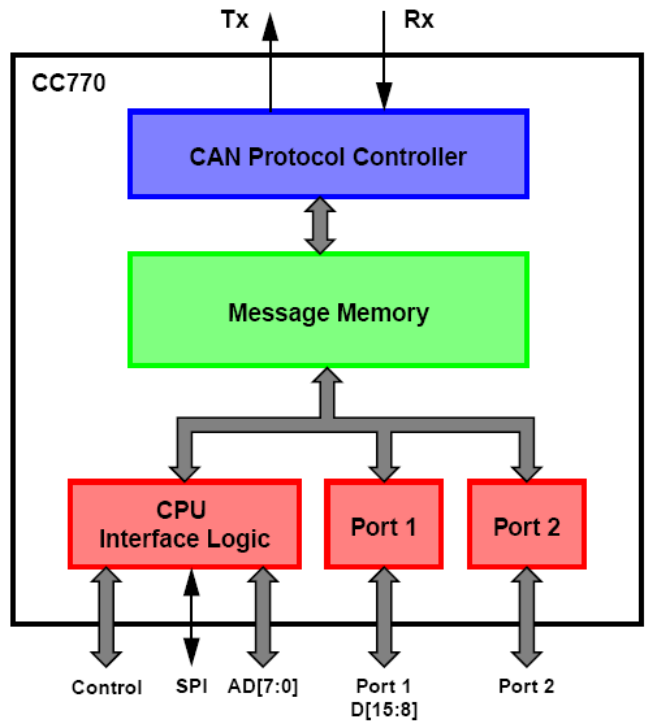 Tx
Rx
CC770
CAN Protocol Controller
Message Memory
CPU
Interface Logic
Port 1
Port 2
Control
SPI
AD[7:0]
Port 1
D[15:8]
Port 2